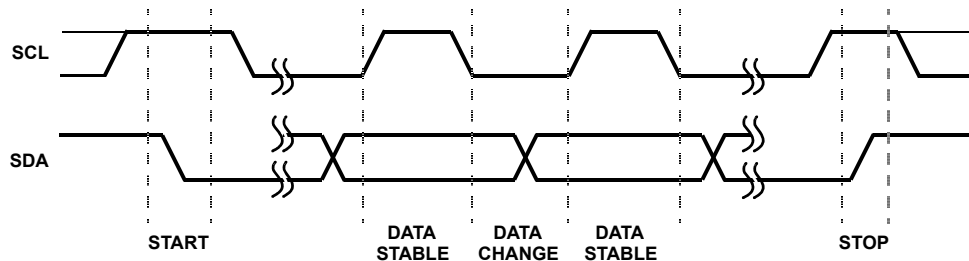 SCL
SDA
START
DATA
STABLE
DATA
CHANGE
DATA
STABLE
STOP